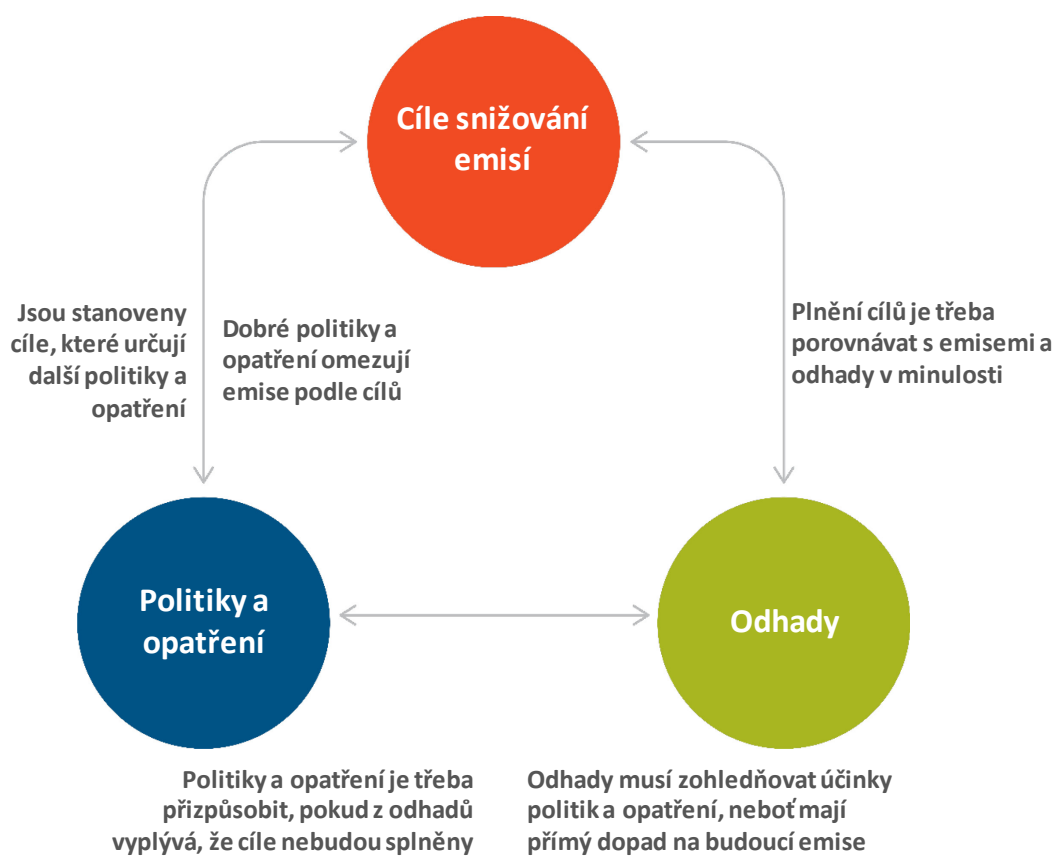 Cíle snižování
emisí
Jsou stanoveny
cíle, které určují
další politiky a
opatření
Dobré politiky a
opatření omezují
emise podle cílů
Plnění cílů je třeba
porovnávat s emisemi a
odhady v minulosti
Politiky a
opatření
Odhady
Politiky a opatření je třeba
přizpůsobit, pokud z odhadů
vyplývá, že cíle nebudou splněny
Odhady musí zohledňovat účinky
politik a opatření, neboť mají
přímý dopad na budoucí emise